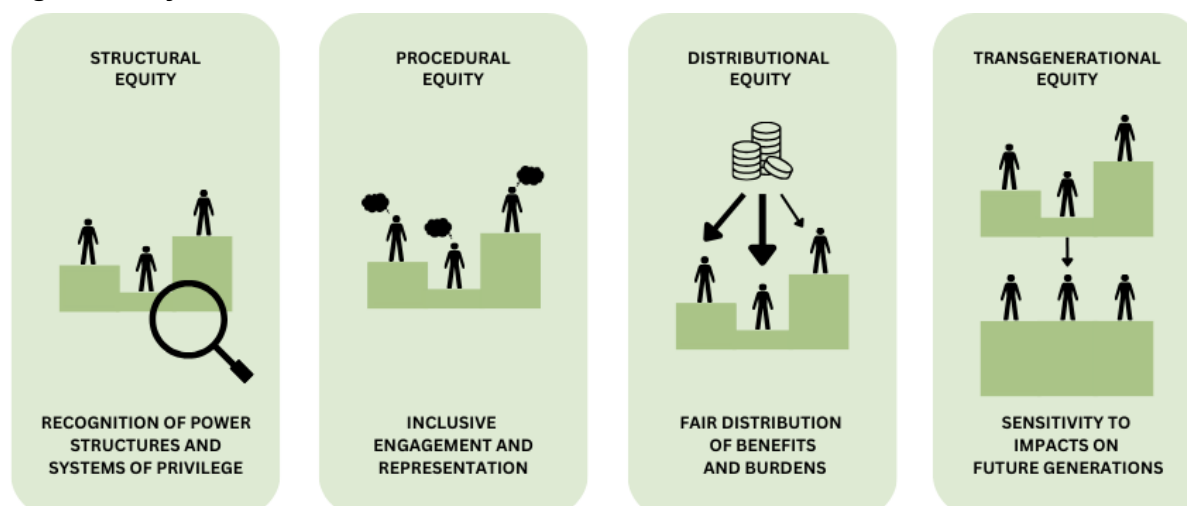 STRUCTURAL
EQUITY
RECOGNITION OF POWER
STRUCTURES AND
SYSTEMS OF PRIVILEGE
PROCEDURAL
EQUITY
INCLUSIVE
ENGAGEMENT AND
REPRESENTATION
DISTRIBUTIONAL
EQUITY
FAIR DISTRIBUTION
OF BENEFITS
AND BURDENS
TRANSGENERATIONAL
EQUITY
SENSITIVITY TO
IMPACTS ON
FUTURE GENERATIONS